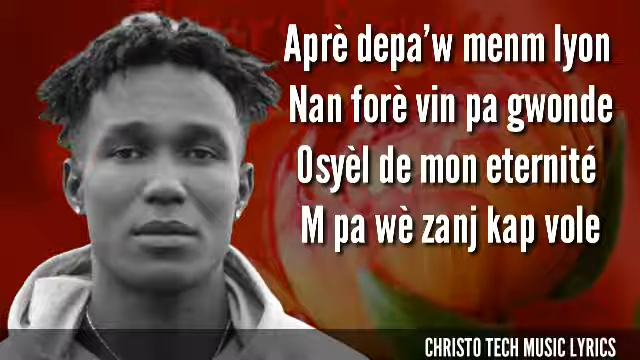 Aprè depa’w menm lyon
Nan forè vin pa gwonde
Osyèl de mon eternité
M pa wè zanj kap vole
CHRISTO TECH MUSIC LYRICS